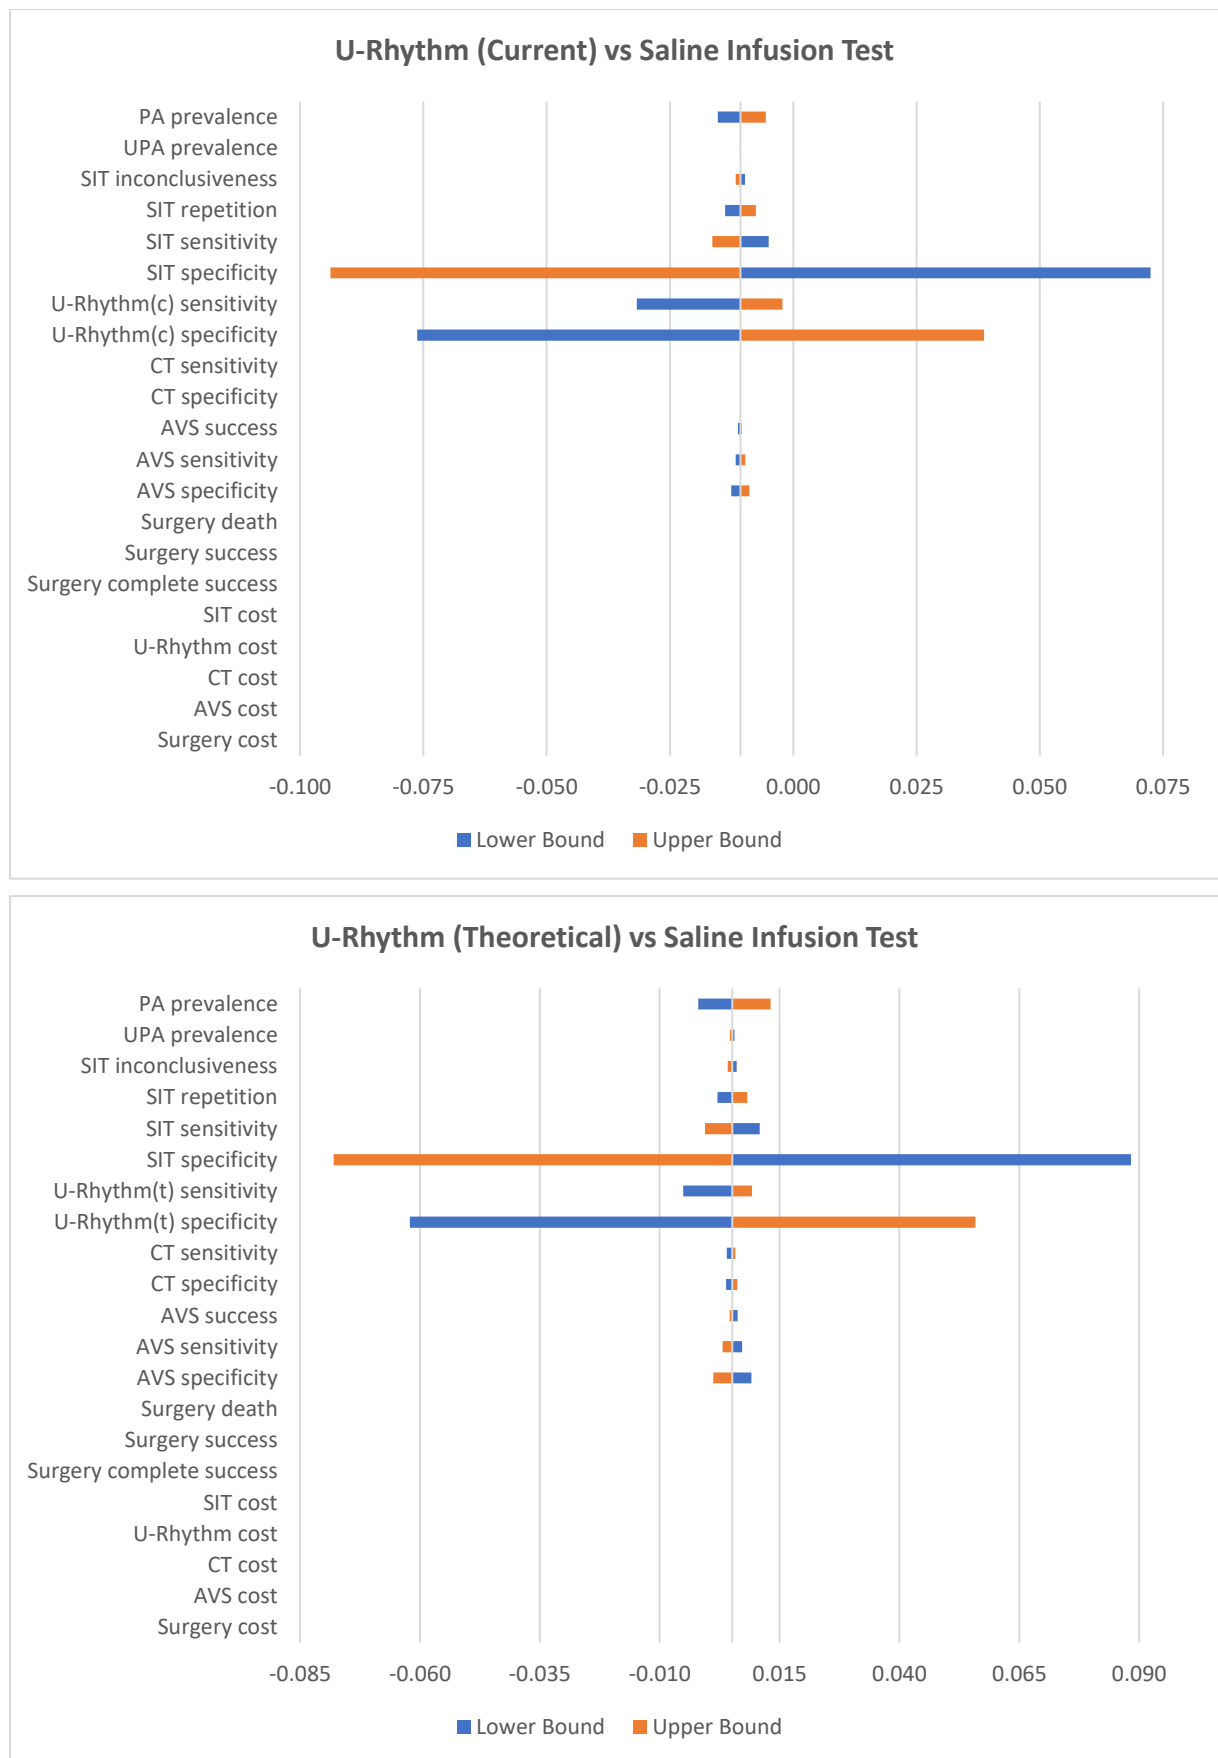 U-Rhythm (Current) vs Saline Infusion Test
PA prevalence
UPA prevalence
SIT inconclusiveness
SIT repetition
SIT sensitivity
SIT specificity
U-Rhythm(c) sensitivity
U-Rhythm(c) specificity
CT sensitivity
CT specificity
AVS success
AVS sensitivity
AVS specificity
Surgery death
Surgery success
Surgery complete success
SIT cost
U-Rhythm cost
CT cost
AVS cost
Surgery cost
-0.100 -0.075 -0.050 -0.025 0.000 0.025 0.050 0.075
Lower Bound Upper Bound
U-Rhythm (Theoretical) vs Saline Infusion Test
PA prevalence
UPA prevalence
SIT inconclusiveness
SIT repetition
SIT sensitivity
SIT specificity
U-Rhythm(t) sensitivity
U-Rhythm(t) specificity
CT sensitivity
CT specificity
AVS success
AVS sensitivity
AVS specificity
Surgery death
Surgery success
Surgery complete success
SIT cost
U-Rhythm cost
CT cost
AVS cost
Surgery cost
-0.085 -0.060 -0.035 -0.010 0.015 0.040 0.065 0.090
Lower Bound Upper Bound